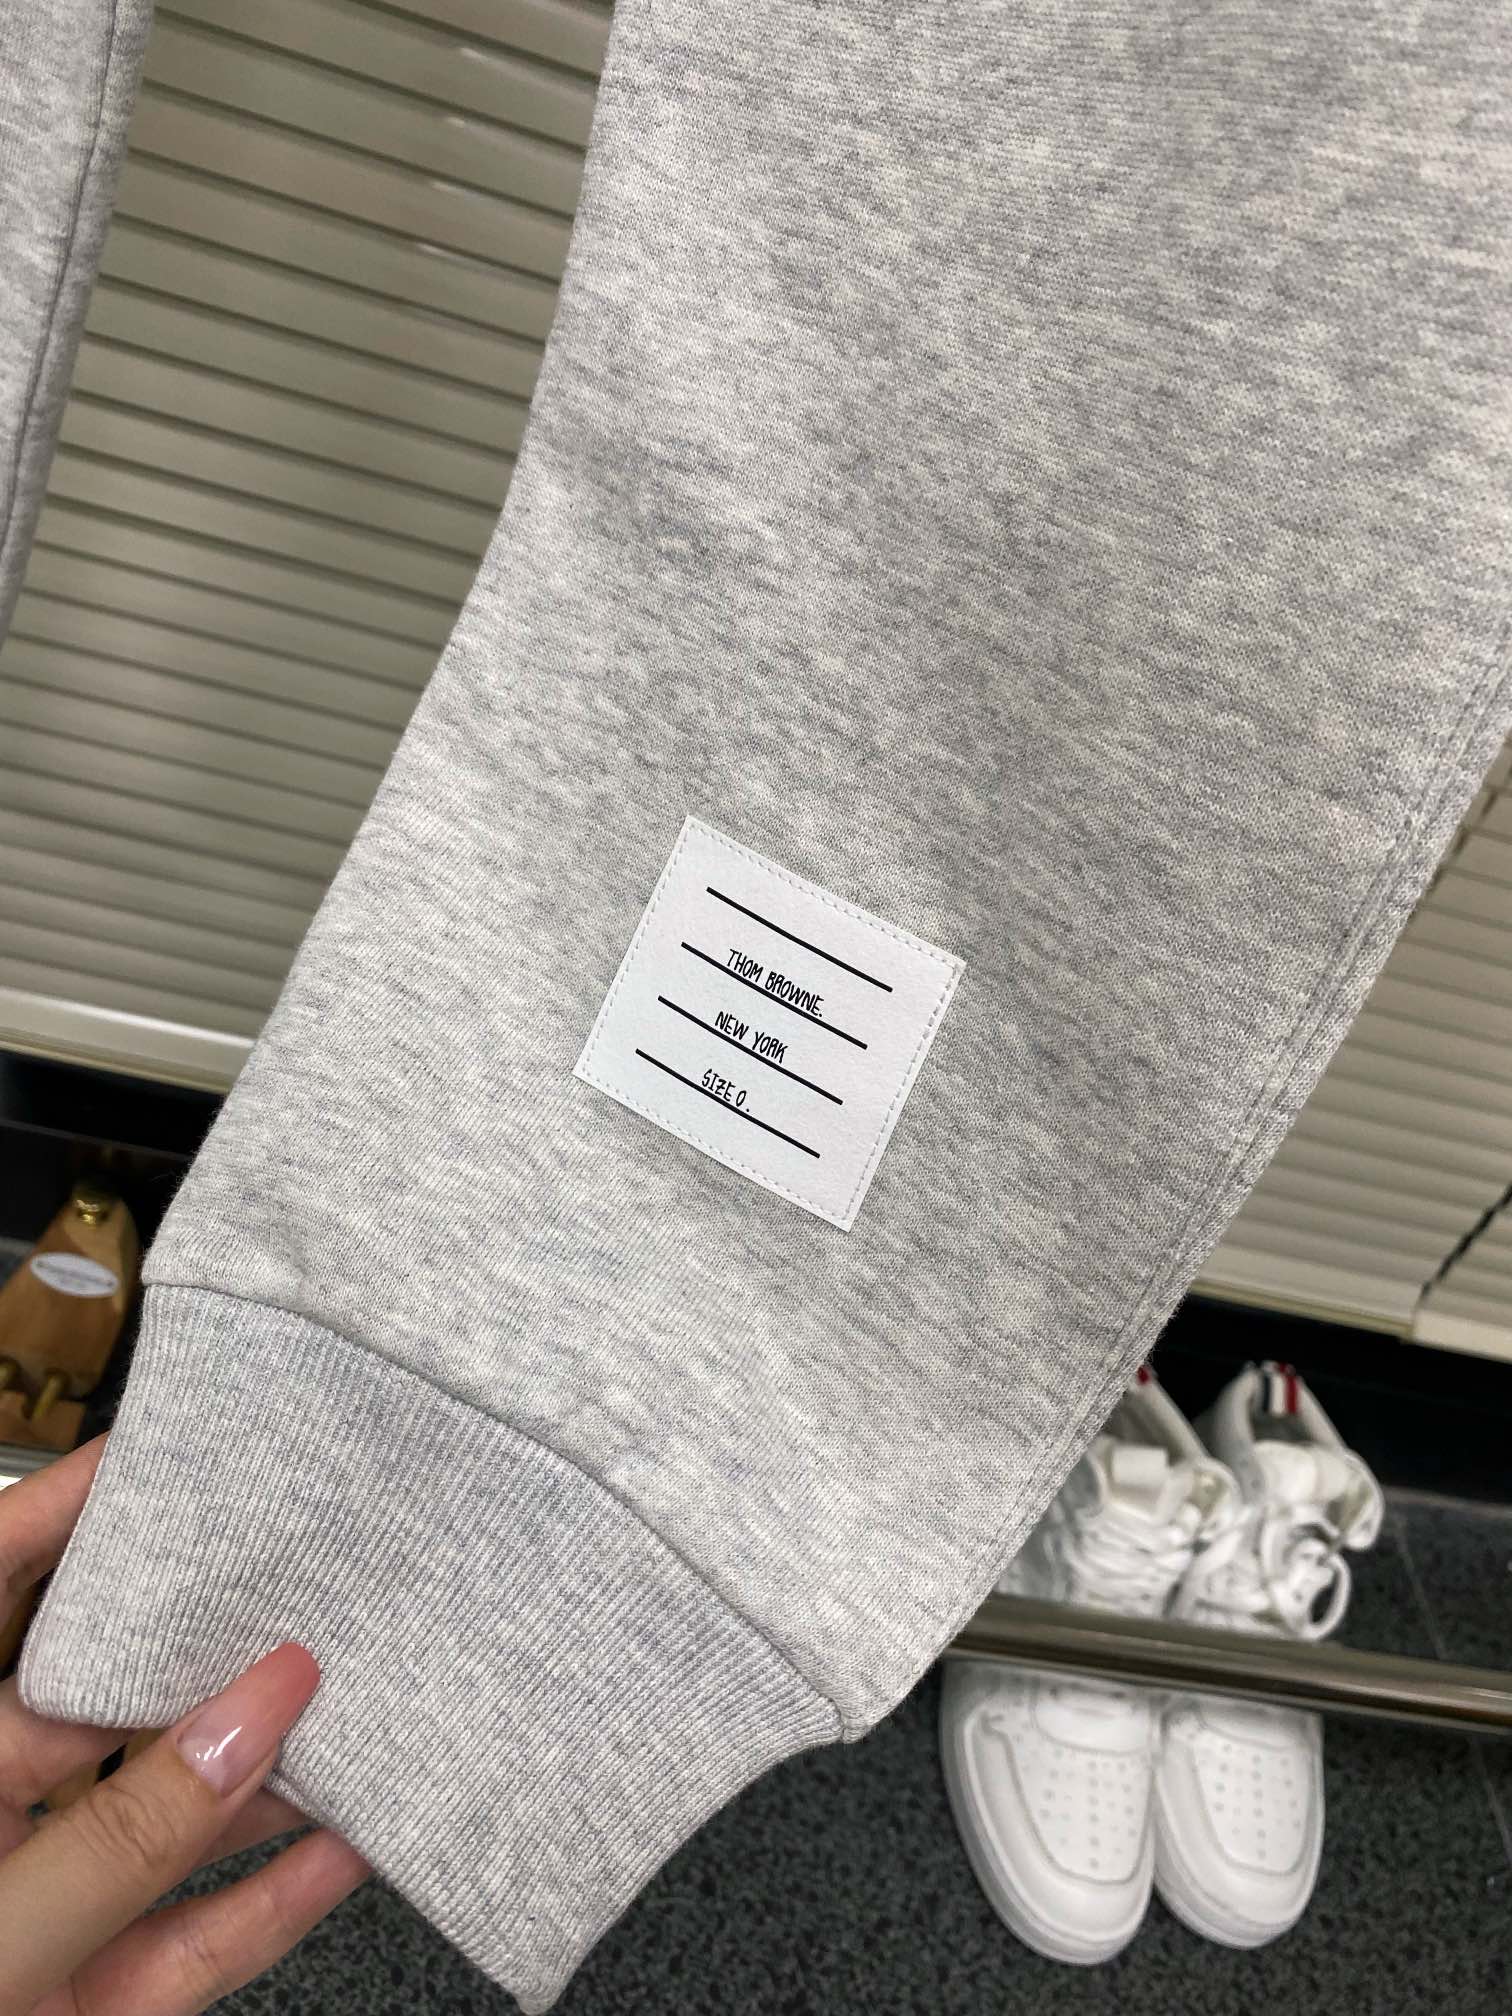 THOM BROWNE.
NEW YORK
SIZE 0.